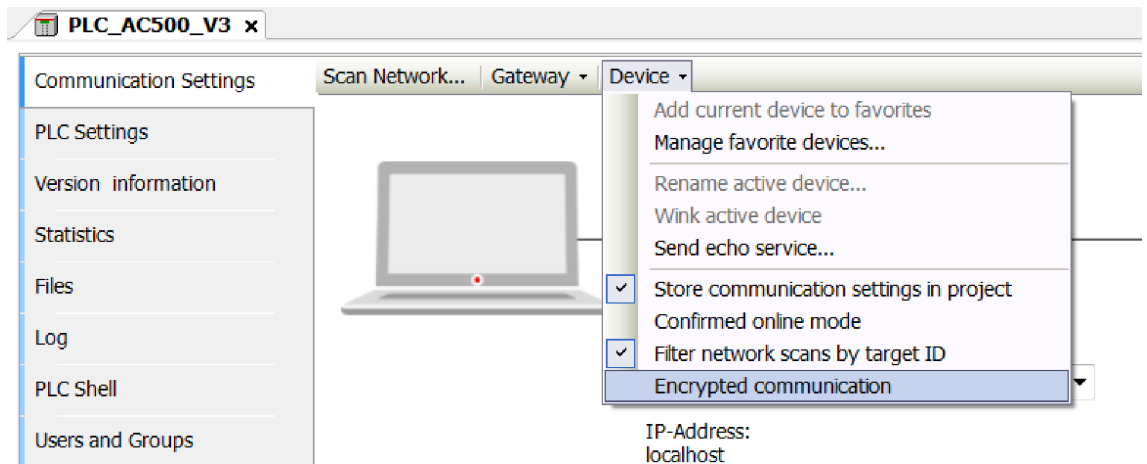 PLC_AC500_V3 x
Communication Settings
PLC Settings
Version information
Statistics
Files
Log
PLC Shell
Users and Groups
Scan Network... Gateway Device
Add current device to favorites
Manage favorite devices...
Rename active device...
Wink active device
Send echo service...
Store communication settings in project
Confirmed online mode
Filter network scans by target ID
Encrypted communication
IP-Address:
localhost